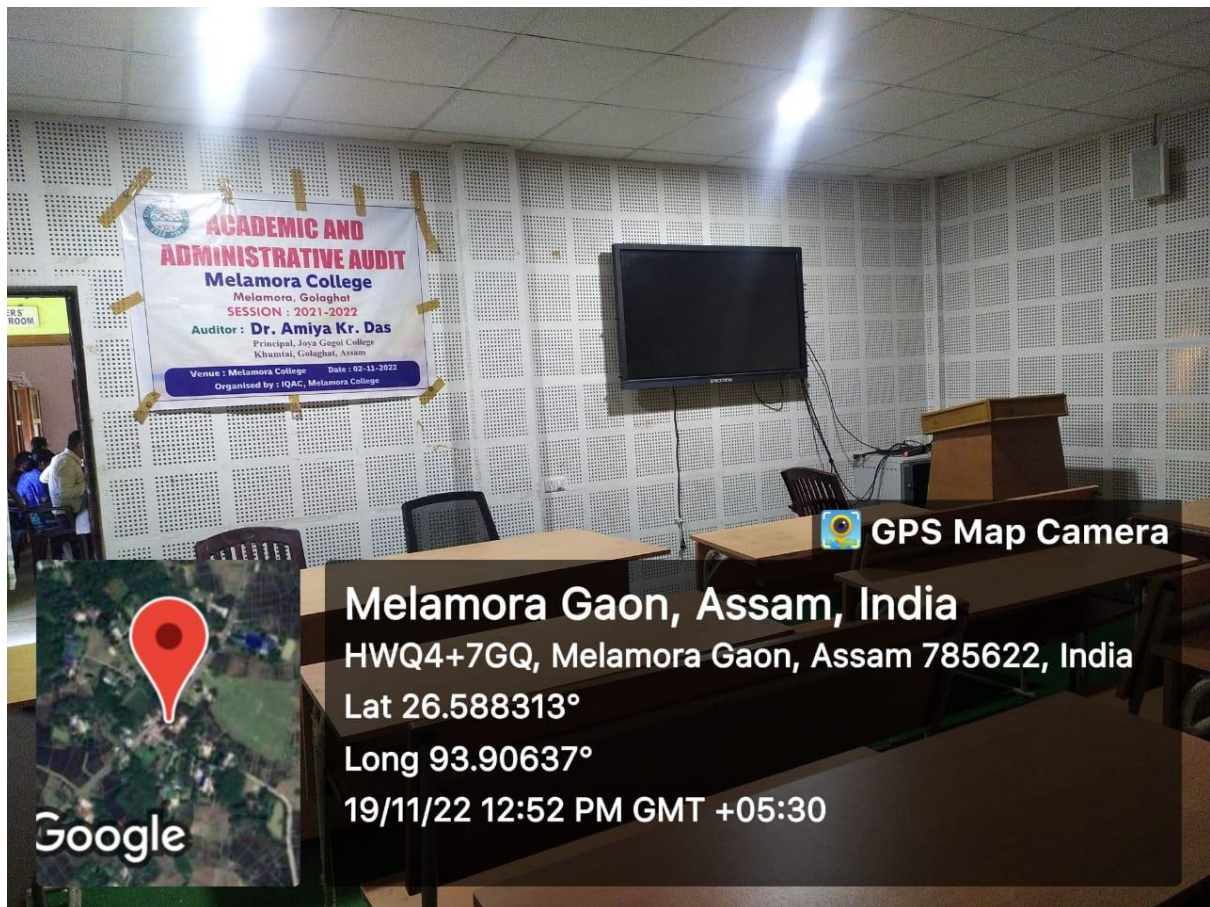 ACADEMIC AND
ADMINISTRATIVE AUDIT
Melamora College
Melamora, Golaghat
SESSION : 2021-2022
Auditor : Dr. Amiya Kr. Das
Principal, Joya Gogoi College
Khumtai, Golaghat, Assam
Venue : Melamora College Date : 02-11-2022
Organised by : IQAC, Melamora College
ERS'
ROOM
SPECTRON
GPS Map Camera
Melamora Gaon, Assam, India
HWQ4+7GQ, Melamora Gaon, Assam 785622, India
Lat 26.588313°
Long 93.90637°
19/11/22 12:52 PM GMT +05:30
Google